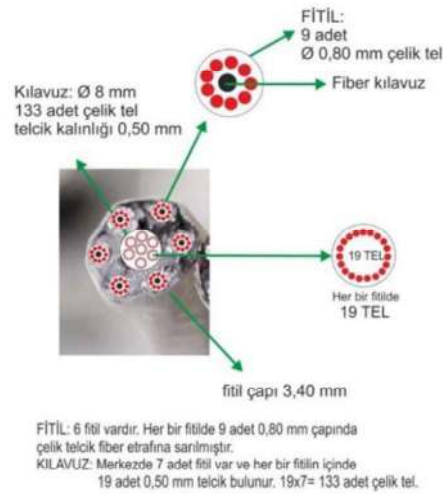 FİTİL:
9 adet
Ø 0,80 mm çelik tel
Fiber kılavuz
Kılavuz: Ø 8 mm
133 adet çelik tel
telcik kalınlığı 0,50 mm
19 TEL
Her bir fitilde
19 TEL
fitil çapı 3,40 mm
FİTİL: 6 fitil vardır. Her bir fitilde 9 adet 0,80 mm çapında
çelik telcik fiber etrafına sarılmıştır.
KILAVUZ: Merkezde 7 adet fitil var ve her bir fitilin içinde
19 adet 0,50 mm telcik bulunur. 19x7= 133 adet çelik tel.